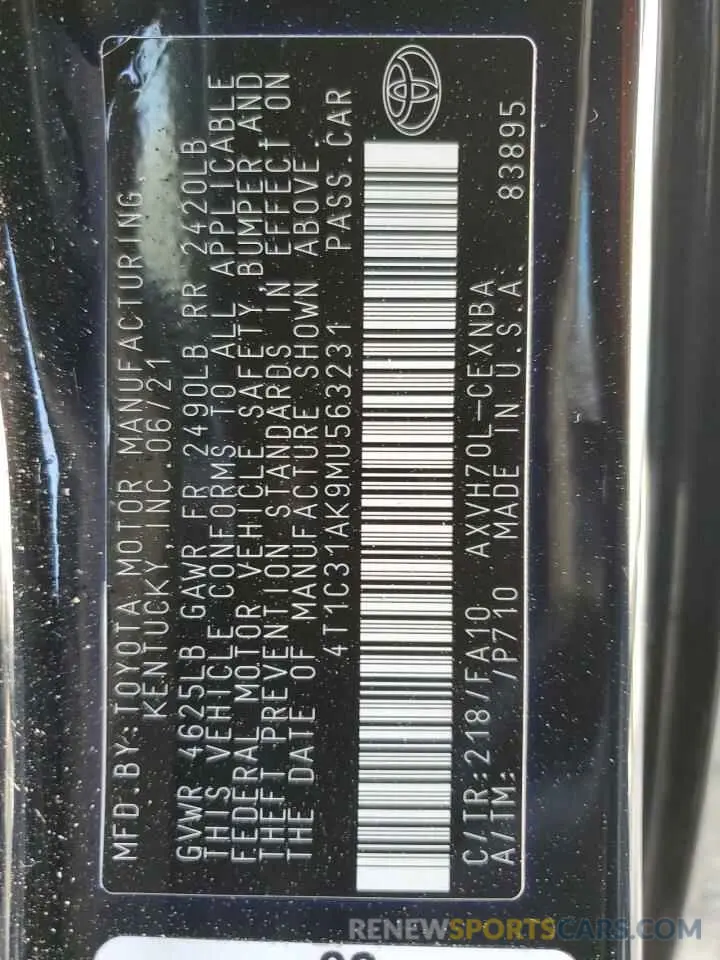 MFD.BY:TOYOTA MOTOR MANUFACTURING,
KENTUCKY,INC.06/21
GVWR 4625LB GAWR FR 2490LB RR 2420LB
THIS VEHICLE CONFORMS TO ALL APPLICABLE
FEDERAL MOTOR VEHICLE SAFETY,BUMPER,AND
THEFT PREVENTION STANDARDS IN EFFECT ON
THE DATE OF MANUFACTURE SHOWN ABOVE.
4T1C31AK9MU563231 PASS.CAR
C/TR:218/FA10 AXVH70L-CEXNBA 83895
A/TM: /P710 MADE IN U.S.A.
RENEWSPORTSCARS.COM